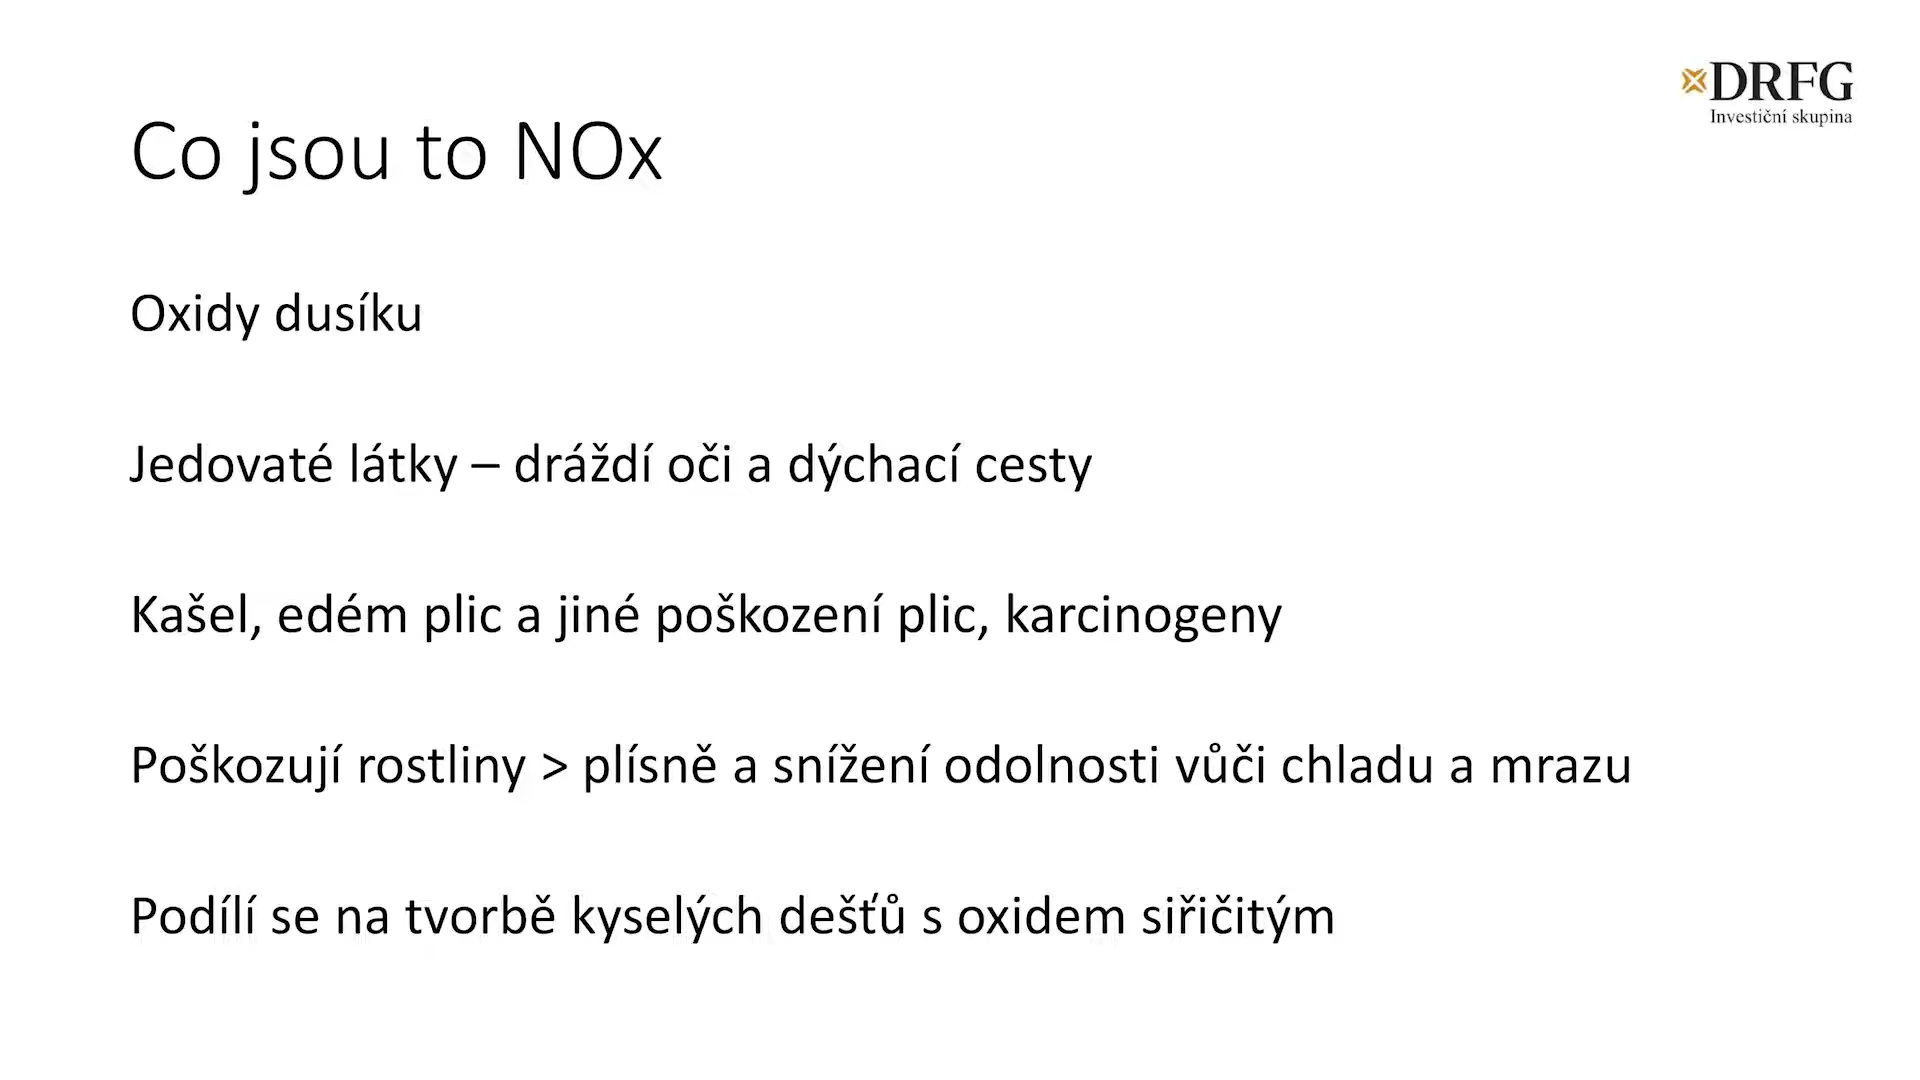 DRFG
Investiční skupina
Co jsou to NOx
Oxidy dusíku
Jedovaté látky – dráždí oči a dýchací cesty
Kašel, edém plic a jiné poškození plic, karcinogeny
Poškozují rostliny > plísně a snížení odolnosti vůči chladu a mrazu
Podílí se na tvorbě kyselých dešťů s oxidem siřičitým